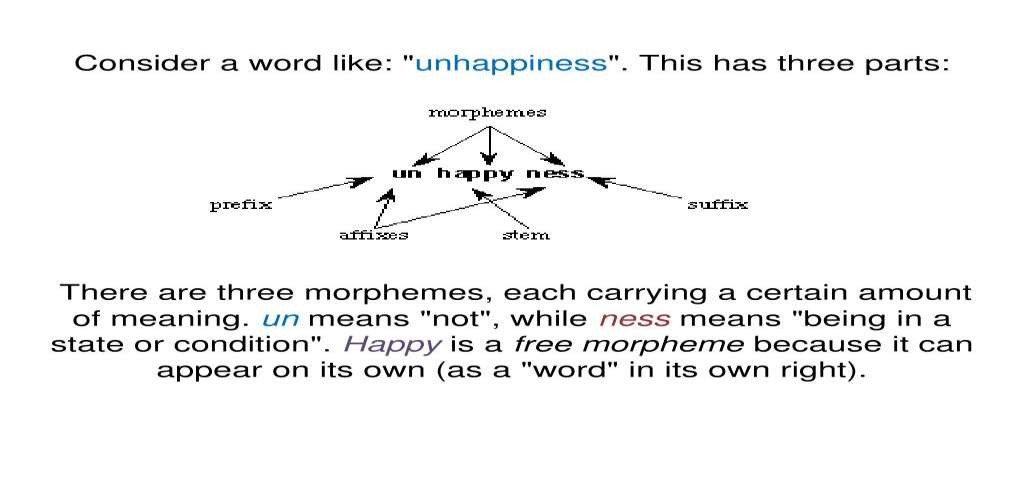 Consider a word like: "unhappiness". This has three parts:
morphemes
un happy ness
prefix suffix
affixes stem
There are three morphemes, each carrying a certain amount
of meaning. un means "not", while ness means "being in a
state or condition". Happy is a free morpheme because it can
appear on its own (as a "word" in its own right).